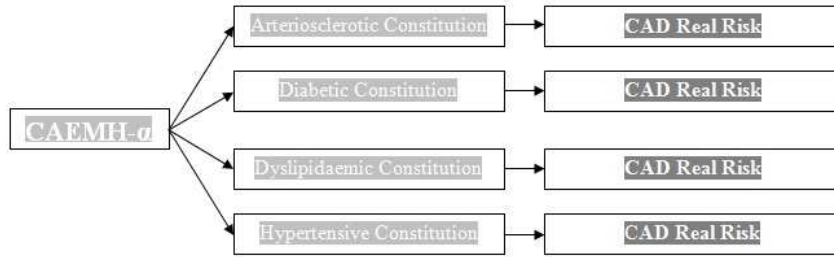 Arteriosclerotic Constitution
CAD Real Risk
Diabetic Constitution
CAD Real Risk
CAEMH-α
Dyslipidaemic Constitution
CAD Real Risk
Hypertensive Constitution
CAD Real Risk